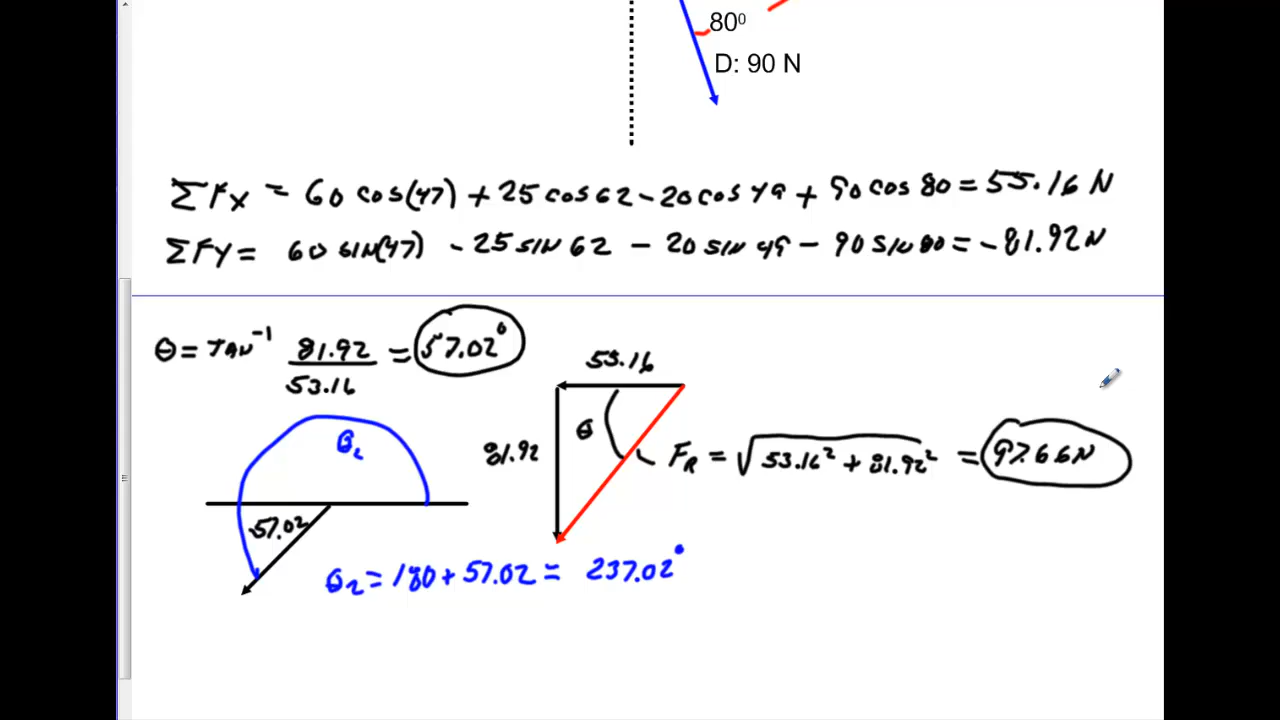 80⁰
D: 90 N
ΣFx = 60 cos(47) + 25 cos 62 - 20 cos 49 + 90 cos 80 = 55.16 N
ΣFY = 60 SIN(47) - 25 SIN 62 - 20 SIN 49 - 90 SIN 80 = -81.92 N
θ = TAN⁻¹ 81.92 / 53.16 = 57.02°
53.16
θ₂
θ
81.92
FR = √53.16² + 81.92² = 97.66 N
57.02
θ₂ = 180 + 57.02 = 237.02°